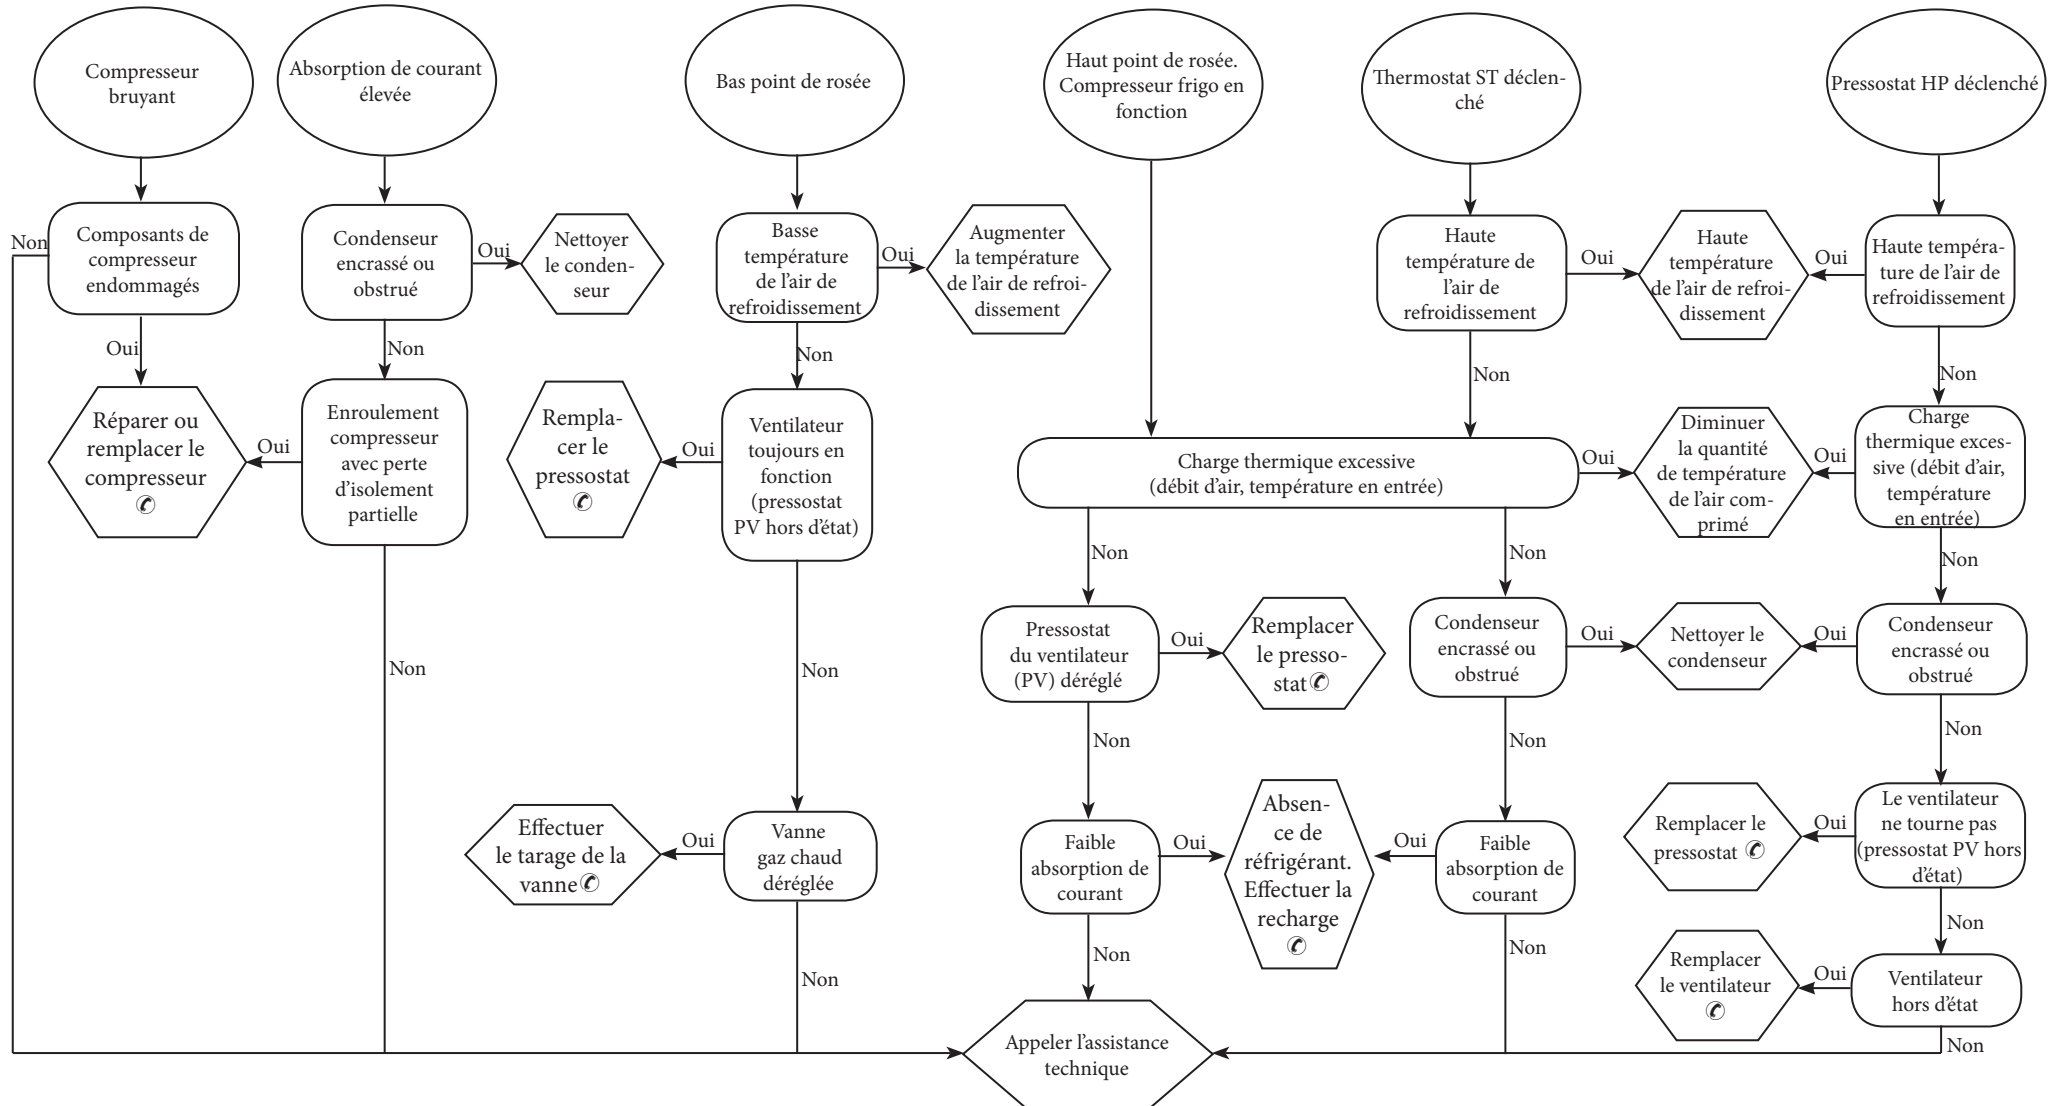 Compresseur
bruyant
Absorption de courant
élevée
Bas point de rosée
Haut point de rosée.
Compresseur frigo en
fonction
Thermostat ST déclen-
ché
Pressostat HP déclenché
Non
Composants de
compresseur
endommagés
Oui
Réparer ou
remplacer le
compresseur
✆
Condenseur
encrassé ou
obstrué
Oui
Nettoyer
le conden-
seur
Non
Enroulement
compresseur
avec perte
d'isolement
partielle
Oui
Non
Basse
température
de l'air de
refroidissement
Oui
Augmenter
la température
de l'air de refroi-
dissement
Non
Ventilateur
toujours en
fonction
(pressostat
PV hors d'état)
Oui
Rempla-
cer le
pressostat
✆
Non
Vanne
gaz chaud
déréglée
Oui
Effectuer
le tarage de la
vanne✆
Non
Haute
température de
l'air de
refroidissement
Oui
Haute
température
de l'air de refroi-
dissement
Oui
Haute tempéra-
ture de l'air de
refroidissement
Non
Non
Charge thermique excessive
(débit d'air, température en entrée)
Oui
Diminuer
la quantité
de température
de l'air com-
primé
Oui
Charge
thermique exces-
sive (débit d'air,
température
en entrée)
Non
Non
Non
Pressostat
du ventilateur
(PV) déréglé
Oui
Remplacer
le presso-
stat✆
Condenseur
encrassé ou
obstrué
Oui
Nettoyer le
condenseur
Oui
Condenseur
encrassé ou
obstrué
Non
Non
Non
Faible
absorption de
courant
Oui
Absen-
ce de
réfrigérant.
Effectuer la
recharge
✆
Oui
Faible
absorption de
courant
Remplacer le
pressostat ✆
Oui
Le ventilateur
ne tourne pas
(pressostat PV hors
d'état)
Non
Non
Non
Remplacer
le ventilateur
✆
Oui
Ventilateur
hors d'état
Non
Appeler l'assistance
technique